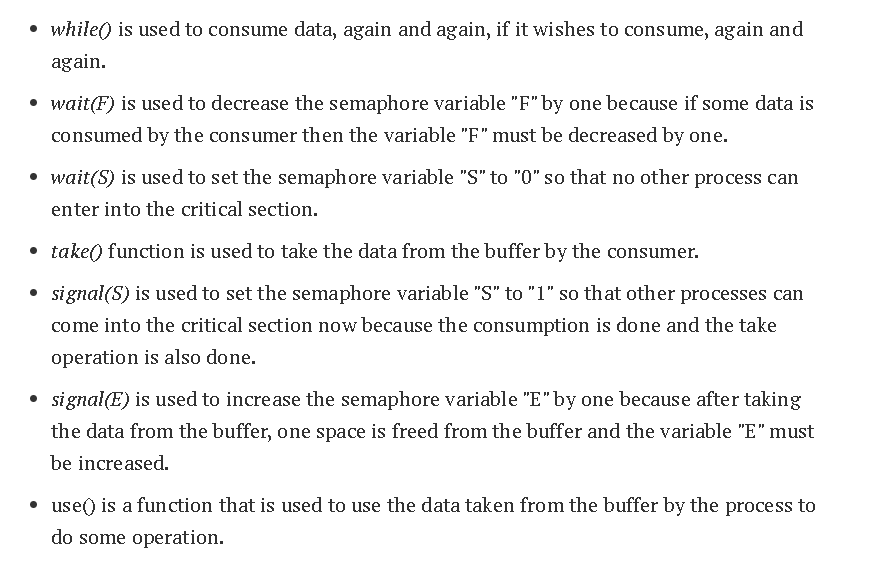 • while() is used to consume data, again and again, if it wishes to consume, again and
again.
• wait(F) is used to decrease the semaphore variable "F" by one because if some data is
consumed by the consumer then the variable "F" must be decreased by one.
• wait(S) is used to set the semaphore variable "S" to "0" so that no other process can
enter into the critical section.
• take() function is used to take the data from the buffer by the consumer.
• signal(S) is used to set the semaphore variable "S" to "1" so that other processes can
come into the critical section now because the consumption is done and the take
operation is also done.
• signal(E) is used to increase the semaphore variable "E" by one because after taking
the data from the buffer, one space is freed from the buffer and the variable "E" must
be increased.
• use() is a function that is used to use the data taken from the buffer by the process to
do some operation.